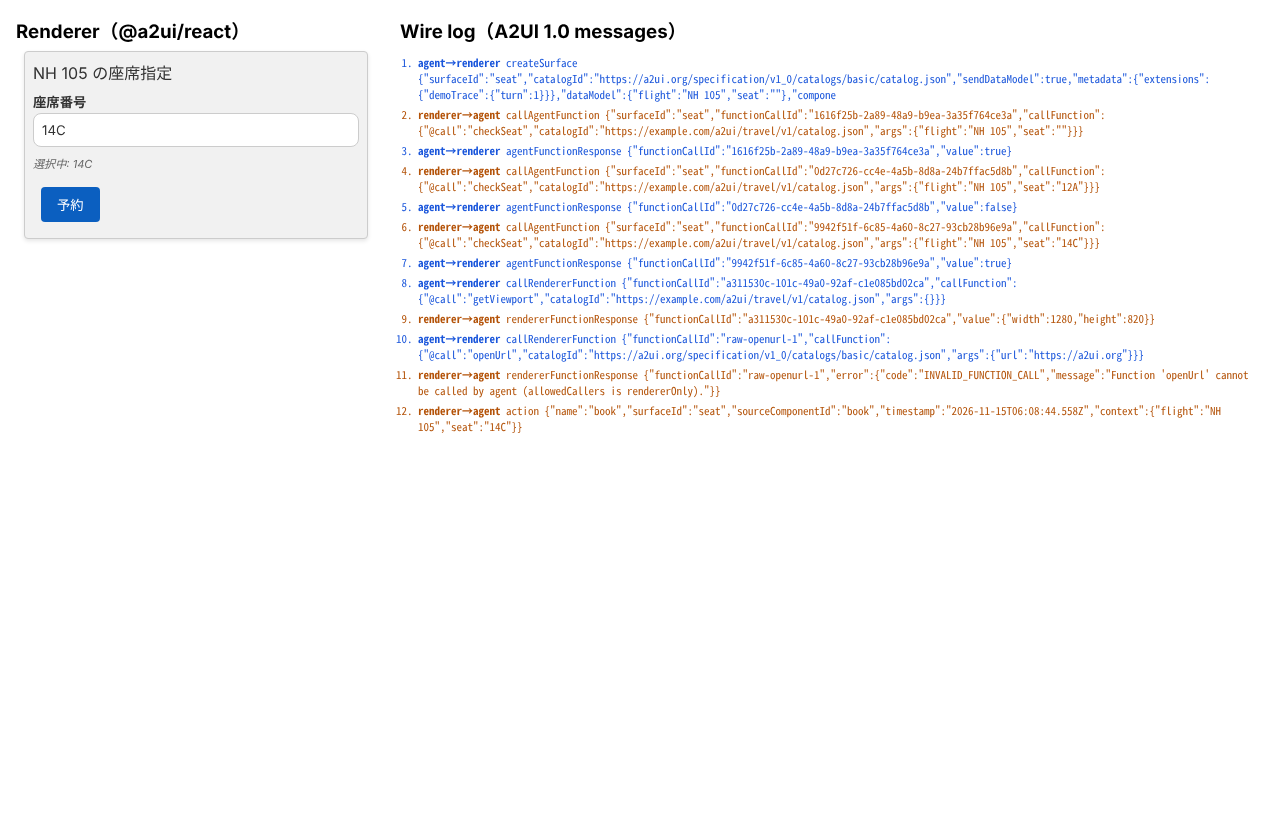 Renderer（@a2ui/react）
NH 105 の座席指定
座席番号
14C
選択中: 14C
予約
Wire log（A2UI 1.0 messages）
1. agent→renderer createSurface
{"surfaceId":"seat","catalogId":"https://a2ui.org/specification/v1_0/catalogs/basic/catalog.json","sendDataModel":true,"metadata":{"extensions":
{"demoTrace":{"turn":1}}},"dataModel":{"flight":"NH 105","seat":""},"compone
2. renderer→agent callAgentFunction {"surfaceId":"seat","functionCallId":"1616f25b-2a89-48a9-b9ea-3a35f764ce3a","callFunction":
{"@call":"checkSeat","catalogId":"https://example.com/a2ui/travel/v1/catalog.json","args":{"flight":"NH 105","seat":""}}}
3. agent→renderer agentFunctionResponse {"functionCallId":"1616f25b-2a89-48a9-b9ea-3a35f764ce3a","value":true}
4. renderer→agent callAgentFunction {"surfaceId":"seat","functionCallId":"0d27c726-cc4e-4a5b-8d8a-24b7ffac5d8b","callFunction":
{"@call":"checkSeat","catalogId":"https://example.com/a2ui/travel/v1/catalog.json","args":{"flight":"NH 105","seat":"12A"}}}
5. agent→renderer agentFunctionResponse {"functionCallId":"0d27c726-cc4e-4a5b-8d8a-24b7ffac5d8b","value":false}
6. renderer→agent callAgentFunction {"surfaceId":"seat","functionCallId":"9942f51f-6c85-4a60-8c27-93cb28b96e9a","callFunction":
{"@call":"checkSeat","catalogId":"https://example.com/a2ui/travel/v1/catalog.json","args":{"flight":"NH 105","seat":"14C"}}}
7. agent→renderer agentFunctionResponse {"functionCallId":"9942f51f-6c85-4a60-8c27-93cb28b96e9a","value":true}
8. agent→renderer callRendererFunction {"functionCallId":"a311530c-101c-49a0-92af-c1e085bd02ca","callFunction":
{"@call":"getViewport","catalogId":"https://example.com/a2ui/travel/v1/catalog.json","args":{}}}
9. renderer→agent rendererFunctionResponse {"functionCallId":"a311530c-101c-49a0-92af-c1e085bd02ca","value":{"width":1280,"height":820}}
10. agent→renderer callRendererFunction {"functionCallId":"raw-openurl-1","callFunction":
{"@call":"openUrl","catalogId":"https://a2ui.org/specification/v1_0/catalogs/basic/catalog.json","args":{"url":"https://a2ui.org"}}}
11. renderer→agent rendererFunctionResponse {"functionCallId":"raw-openurl-1","error":{"code":"INVALID_FUNCTION_CALL","message":"Function 'openUrl' cannot
be called by agent (allowedCallers is rendererOnly)."}}
12. renderer→agent action {"name":"book","surfaceId":"seat","sourceComponentId":"book","timestamp":"2026-11-15T06:08:44.558Z","context":{"flight":"NH
105","seat":"14C"}}